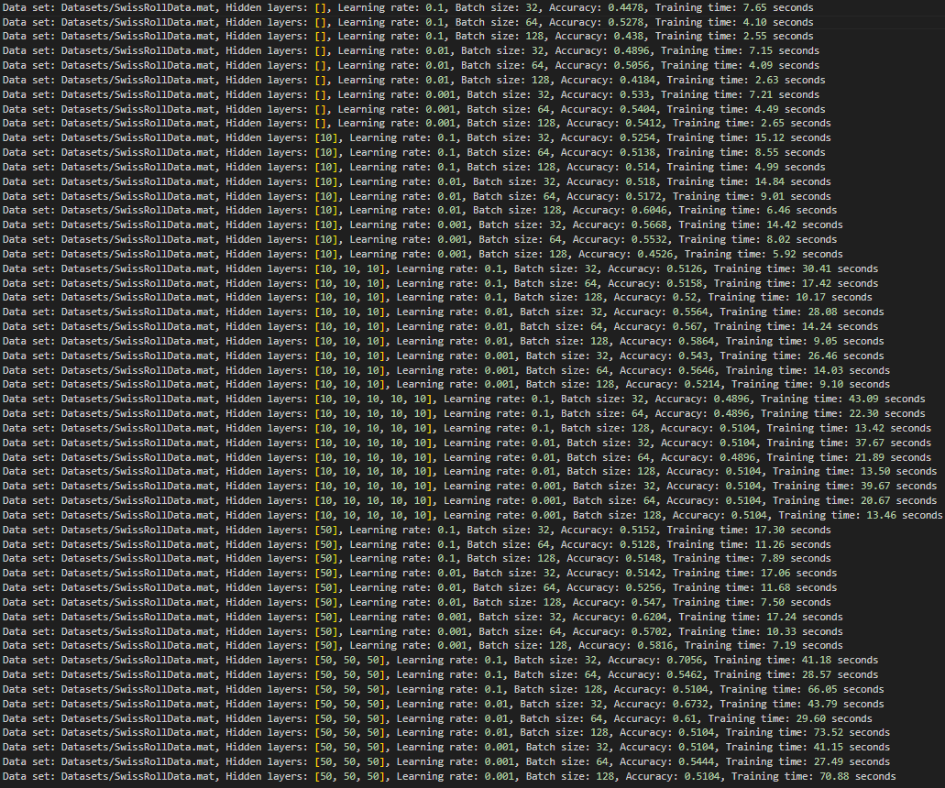 Data set: Datasets/SwissRollData.mat, Hidden layers: [], Learning rate: 0.1, Batch size: 32, Accuracy: 0.4478, Training time: 7.65 seconds
Data set: Datasets/SwissRollData.mat, Hidden layers: [], Learning rate: 0.1, Batch size: 64, Accuracy: 0.5278, Training time: 4.10 seconds
Data set: Datasets/SwissRollData.mat, Hidden layers: [], Learning rate: 0.1, Batch size: 128, Accuracy: 0.438, Training time: 2.55 seconds
Data set: Datasets/SwissRollData.mat, Hidden layers: [], Learning rate: 0.01, Batch size: 32, Accuracy: 0.4896, Training time: 7.15 seconds
Data set: Datasets/SwissRollData.mat, Hidden layers: [], Learning rate: 0.01, Batch size: 64, Accuracy: 0.5056, Training time: 4.09 seconds
Data set: Datasets/SwissRollData.mat, Hidden layers: [], Learning rate: 0.01, Batch size: 128, Accuracy: 0.4184, Training time: 2.63 seconds
Data set: Datasets/SwissRollData.mat, Hidden layers: [], Learning rate: 0.001, Batch size: 32, Accuracy: 0.533, Training time: 7.21 seconds
Data set: Datasets/SwissRollData.mat, Hidden layers: [], Learning rate: 0.001, Batch size: 64, Accuracy: 0.5404, Training time: 4.49 seconds
Data set: Datasets/SwissRollData.mat, Hidden layers: [], Learning rate: 0.001, Batch size: 128, Accuracy: 0.5412, Training time: 2.65 seconds
Data set: Datasets/SwissRollData.mat, Hidden layers: [10], Learning rate: 0.1, Batch size: 32, Accuracy: 0.5254, Training time: 15.12 seconds
Data set: Datasets/SwissRollData.mat, Hidden layers: [10], Learning rate: 0.1, Batch size: 64, Accuracy: 0.5138, Training time: 8.55 seconds
Data set: Datasets/SwissRollData.mat, Hidden layers: [10], Learning rate: 0.1, Batch size: 128, Accuracy: 0.514, Training time: 4.99 seconds
Data set: Datasets/SwissRollData.mat, Hidden layers: [10], Learning rate: 0.01, Batch size: 32, Accuracy: 0.518, Training time: 14.84 seconds
Data set: Datasets/SwissRollData.mat, Hidden layers: [10], Learning rate: 0.01, Batch size: 64, Accuracy: 0.5172, Training time: 9.01 seconds
Data set: Datasets/SwissRollData.mat, Hidden layers: [10], Learning rate: 0.01, Batch size: 128, Accuracy: 0.6046, Training time: 6.46 seconds
Data set: Datasets/SwissRollData.mat, Hidden layers: [10], Learning rate: 0.001, Batch size: 32, Accuracy: 0.5668, Training time: 14.42 seconds
Data set: Datasets/SwissRollData.mat, Hidden layers: [10], Learning rate: 0.001, Batch size: 64, Accuracy: 0.5532, Training time: 8.02 seconds
Data set: Datasets/SwissRollData.mat, Hidden layers: [10], Learning rate: 0.001, Batch size: 128, Accuracy: 0.4526, Training time: 5.92 seconds
Data set: Datasets/SwissRollData.mat, Hidden layers: [10, 10, 10], Learning rate: 0.1, Batch size: 32, Accuracy: 0.5126, Training time: 30.41 seconds
Data set: Datasets/SwissRollData.mat, Hidden layers: [10, 10, 10], Learning rate: 0.1, Batch size: 64, Accuracy: 0.5158, Training time: 17.42 seconds
Data set: Datasets/SwissRollData.mat, Hidden layers: [10, 10, 10], Learning rate: 0.1, Batch size: 128, Accuracy: 0.52, Training time: 10.17 seconds
Data set: Datasets/SwissRollData.mat, Hidden layers: [10, 10, 10], Learning rate: 0.01, Batch size: 32, Accuracy: 0.5564, Training time: 28.08 seconds
Data set: Datasets/SwissRollData.mat, Hidden layers: [10, 10, 10], Learning rate: 0.01, Batch size: 64, Accuracy: 0.567, Training time: 14.24 seconds
Data set: Datasets/SwissRollData.mat, Hidden layers: [10, 10, 10], Learning rate: 0.01, Batch size: 128, Accuracy: 0.5864, Training time: 9.05 seconds
Data set: Datasets/SwissRollData.mat, Hidden layers: [10, 10, 10], Learning rate: 0.001, Batch size: 32, Accuracy: 0.543, Training time: 26.46 seconds
Data set: Datasets/SwissRollData.mat, Hidden layers: [10, 10, 10], Learning rate: 0.001, Batch size: 64, Accuracy: 0.5646, Training time: 14.03 seconds
Data set: Datasets/SwissRollData.mat, Hidden layers: [10, 10, 10], Learning rate: 0.001, Batch size: 128, Accuracy: 0.5214, Training time: 9.10 seconds
Data set: Datasets/SwissRollData.mat, Hidden layers: [10, 10, 10, 10, 10], Learning rate: 0.1, Batch size: 32, Accuracy: 0.4896, Training time: 43.09 seconds
Data set: Datasets/SwissRollData.mat, Hidden layers: [10, 10, 10, 10, 10], Learning rate: 0.1, Batch size: 64, Accuracy: 0.4896, Training time: 22.30 seconds
Data set: Datasets/SwissRollData.mat, Hidden layers: [10, 10, 10, 10, 10], Learning rate: 0.1, Batch size: 128, Accuracy: 0.5104, Training time: 13.42 seconds
Data set: Datasets/SwissRollData.mat, Hidden layers: [10, 10, 10, 10, 10], Learning rate: 0.01, Batch size: 32, Accuracy: 0.5104, Training time: 37.67 seconds
Data set: Datasets/SwissRollData.mat, Hidden layers: [10, 10, 10, 10, 10], Learning rate: 0.01, Batch size: 64, Accuracy: 0.4896, Training time: 21.89 seconds
Data set: Datasets/SwissRollData.mat, Hidden layers: [10, 10, 10, 10, 10], Learning rate: 0.01, Batch size: 128, Accuracy: 0.5104, Training time: 13.50 seconds
Data set: Datasets/SwissRollData.mat, Hidden layers: [10, 10, 10, 10, 10], Learning rate: 0.001, Batch size: 32, Accuracy: 0.5104, Training time: 39.67 seconds
Data set: Datasets/SwissRollData.mat, Hidden layers: [10, 10, 10, 10, 10], Learning rate: 0.001, Batch size: 64, Accuracy: 0.5104, Training time: 20.67 seconds
Data set: Datasets/SwissRollData.mat, Hidden layers: [10, 10, 10, 10, 10], Learning rate: 0.001, Batch size: 128, Accuracy: 0.5104, Training time: 13.46 seconds
Data set: Datasets/SwissRollData.mat, Hidden layers: [50], Learning rate: 0.1, Batch size: 32, Accuracy: 0.5152, Training time: 17.30 seconds
Data set: Datasets/SwissRollData.mat, Hidden layers: [50], Learning rate: 0.1, Batch size: 64, Accuracy: 0.5128, Training time: 11.26 seconds
Data set: Datasets/SwissRollData.mat, Hidden layers: [50], Learning rate: 0.1, Batch size: 128, Accuracy: 0.5148, Training time: 7.89 seconds
Data set: Datasets/SwissRollData.mat, Hidden layers: [50], Learning rate: 0.01, Batch size: 32, Accuracy: 0.5142, Training time: 17.06 seconds
Data set: Datasets/SwissRollData.mat, Hidden layers: [50], Learning rate: 0.01, Batch size: 64, Accuracy: 0.5256, Training time: 11.68 seconds
Data set: Datasets/SwissRollData.mat, Hidden layers: [50], Learning rate: 0.01, Batch size: 128, Accuracy: 0.547, Training time: 7.50 seconds
Data set: Datasets/SwissRollData.mat, Hidden layers: [50], Learning rate: 0.001, Batch size: 32, Accuracy: 0.6204, Training time: 17.24 seconds
Data set: Datasets/SwissRollData.mat, Hidden layers: [50], Learning rate: 0.001, Batch size: 64, Accuracy: 0.5702, Training time: 10.33 seconds
Data set: Datasets/SwissRollData.mat, Hidden layers: [50], Learning rate: 0.001, Batch size: 128, Accuracy: 0.5816, Training time: 7.19 seconds
Data set: Datasets/SwissRollData.mat, Hidden layers: [50, 50, 50], Learning rate: 0.1, Batch size: 32, Accuracy: 0.7056, Training time: 41.18 seconds
Data set: Datasets/SwissRollData.mat, Hidden layers: [50, 50, 50], Learning rate: 0.1, Batch size: 64, Accuracy: 0.5462, Training time: 28.57 seconds
Data set: Datasets/SwissRollData.mat, Hidden layers: [50, 50, 50], Learning rate: 0.1, Batch size: 128, Accuracy: 0.5104, Training time: 66.05 seconds
Data set: Datasets/SwissRollData.mat, Hidden layers: [50, 50, 50], Learning rate: 0.01, Batch size: 32, Accuracy: 0.6732, Training time: 43.79 seconds
Data set: Datasets/SwissRollData.mat, Hidden layers: [50, 50, 50], Learning rate: 0.01, Batch size: 64, Accuracy: 0.61, Training time: 29.60 seconds
Data set: Datasets/SwissRollData.mat, Hidden layers: [50, 50, 50], Learning rate: 0.01, Batch size: 128, Accuracy: 0.5104, Training time: 73.52 seconds
Data set: Datasets/SwissRollData.mat, Hidden layers: [50, 50, 50], Learning rate: 0.001, Batch size: 32, Accuracy: 0.5104, Training time: 41.15 seconds
Data set: Datasets/SwissRollData.mat, Hidden layers: [50, 50, 50], Learning rate: 0.001, Batch size: 64, Accuracy: 0.5444, Training time: 27.49 seconds
Data set: Datasets/SwissRollData.mat, Hidden layers: [50, 50, 50], Learning rate: 0.001, Batch size: 128, Accuracy: 0.5104, Training time: 70.88 seconds